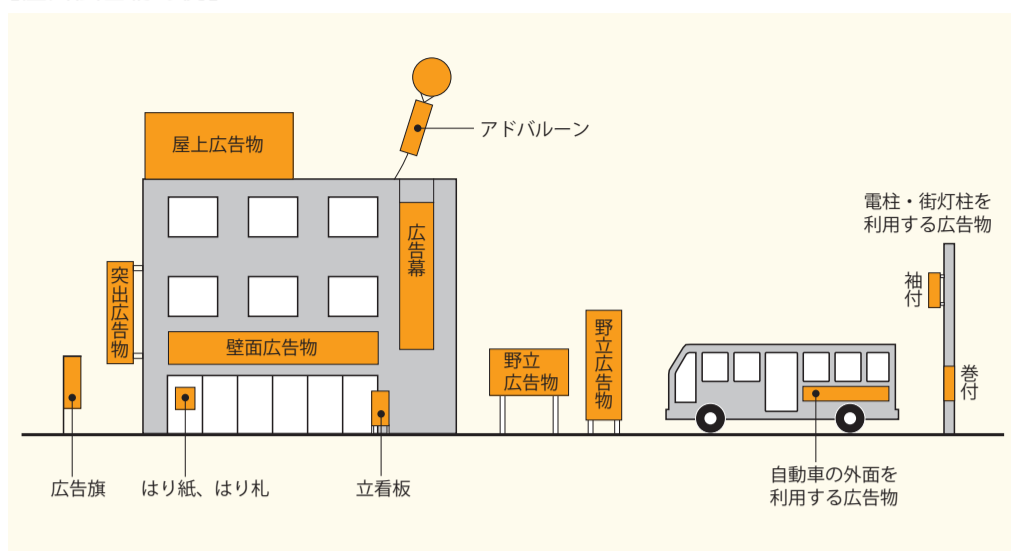 アドバルーン
屋上広告物
電柱・街灯柱を
利用する広告物
広告幕
突出広告物
袖付
野立広告物
壁面広告物
野立
広告物
巻付
自動車の外面を
利用する広告物
広告旗
はり紙、はり札
立看板